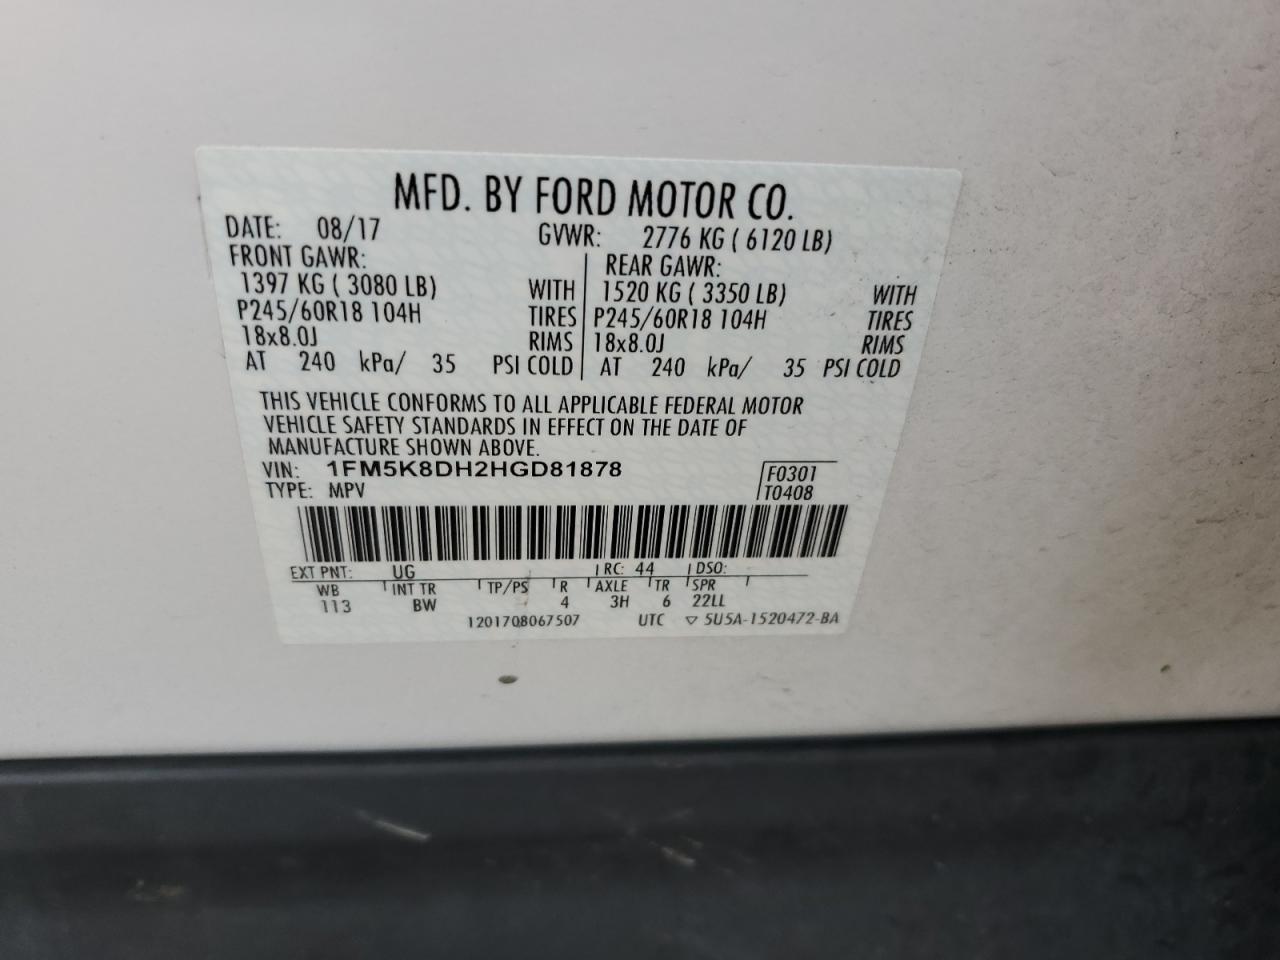 MFD. BY FORD MOTOR CO.
DATE: 08/17 GVWR: 2776 KG ( 6120 LB)
FRONT GAWR: REAR GAWR:
1397 KG ( 3080 LB) WITH 1520 KG ( 3350 LB) WITH
P245/60R18 104H TIRES P245/60R18 104H TIRES
18x8.0J RIMS 18x8.0J RIMS
AT 240 kPa/ 35 PSI COLD AT 240 kPa/ 35 PSI COLD
THIS VEHICLE CONFORMS TO ALL APPLICABLE FEDERAL MOTOR
VEHICLE SAFETY STANDARDS IN EFFECT ON THE DATE OF
MANUFACTURE SHOWN ABOVE.
VIN: 1FM5K8DH2HGD81878 F0301
TYPE: MPV T0408
EXT PNT: UG RC: 44 DSO:
WB INT TR TP/PS R AXLE TR SPR
113 BW 4 3H 6 22LL
1201708067507 UTC ▽ 5U5A-1520472-BA